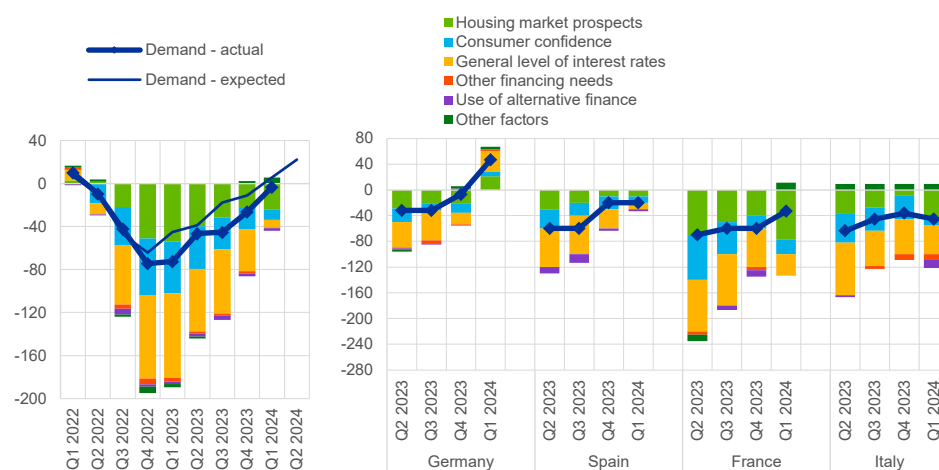 Demand - actual
Demand - expected
Housing market prospects
Consumer confidence
General level of interest rates
Other financing needs
Use of alternative finance
Other factors
40
0
-40
-80
-120
-160
-200
Q1 2022
Q2 2022
Q3 2022
Q4 2022
Q1 2023
Q2 2023
Q3 2023
Q4 2023
Q1 2024
Q2 2024
80
40
0
-40
-80
-120
-160
-200
-240
-280
Q2 2023
Q3 2023
Q4 2023
Q1 2024
Q2 2023
Q3 2023
Q4 2023
Q1 2024
Q2 2023
Q3 2023
Q4 2023
Q1 2024
Q2 2023
Q3 2023
Q4 2023
Q1 2024
Germany
Spain
France
Italy